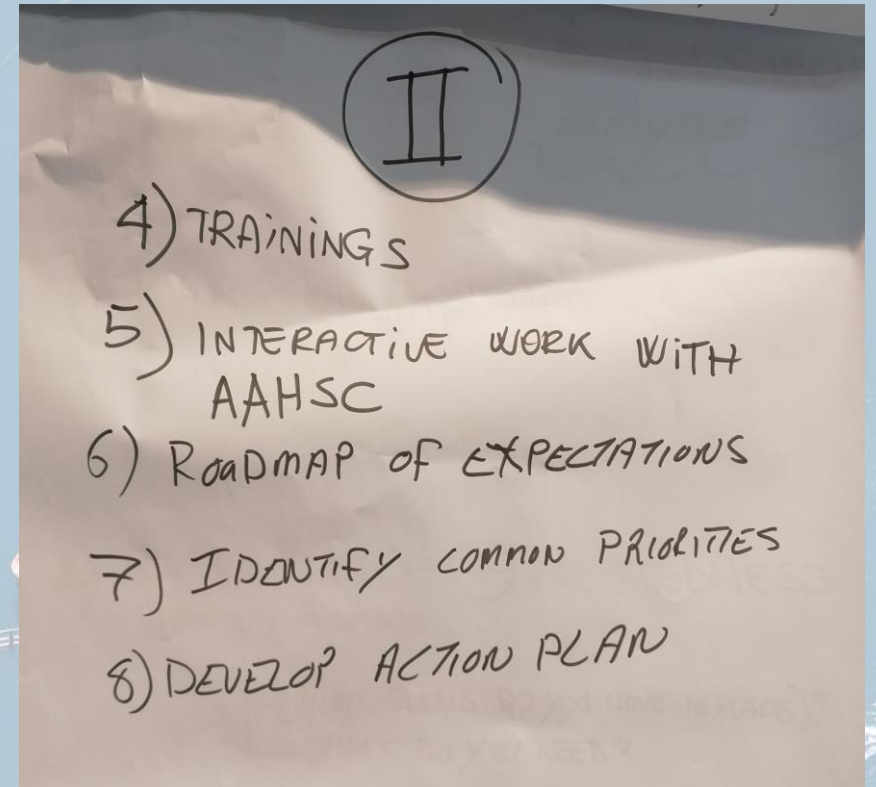 II
4) TRAiNiNGS
5) INTERACTiVE WORK WiTH
AAHSC
6) ROaDmAP OF EXPECTATIONS
7) IDENTiFY COMMON PRIORITIES
8) DEVELOP ACTION PLAN